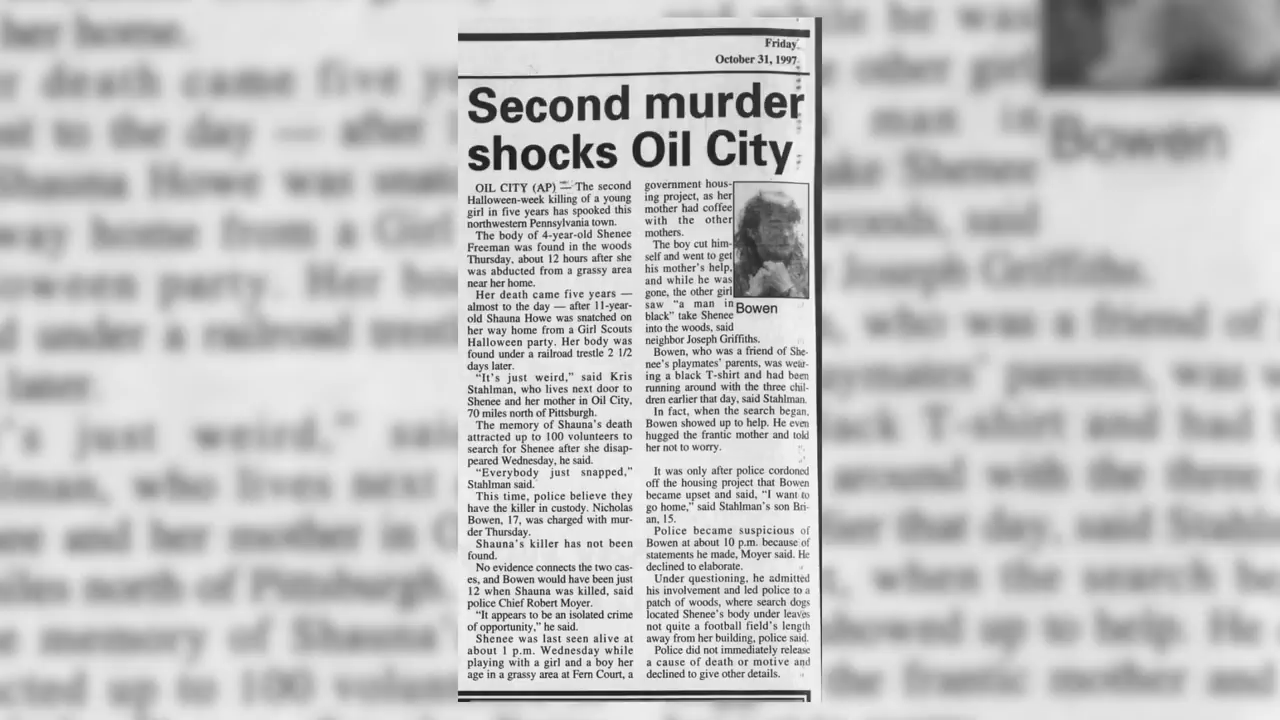 Friday,
October 31, 1997
Second murder
shocks Oil City
OIL CITY (AP) — The second
Halloween-week killing of a young
girl in five years has spooked this
northwestern Pennsylvania town.
The body of 4-year-old Shenee
Freeman was found in the woods
Thursday, about 12 hours after she
was abducted from a grassy area
near her home.
Her death came five years —
almost to the day — after 11-year-
old Shauna Howe was snatched on
her way home from a Girl Scouts
Halloween party. Her body was
found under a railroad trestle 2 1/2
days later.
“It’s just weird,” said Kris
Stahlman, who lives next door to
Shenee and her mother in Oil City,
70 miles north of Pittsburgh.
The memory of Shauna’s death
attracted up to 100 volunteers to
search for Shenee after she disap-
peared Wednesday, he said.
“Everybody just snapped,”
Stahlman said.
This time, police believe they
have the killer in custody. Nicholas
Bowen, 17, was charged with mur-
der Thursday.
Shauna’s killer has not been
found.
No evidence connects the two cas-
es, and Bowen would have been just
12 when Shauna was killed, said
police Chief Robert Moyer.
“It appears to be an isolated crime
of opportunity,” he said.
Shenee was last seen alive at
about 1 p.m. Wednesday while
playing with a girl and a boy her
age in a grassy area at Fern Court, a
government hous-
ing project, as her
mother had coffee
with the other
mothers.
The boy cut him-
self and went to get
his mother’s help,
and while he was
gone, the other girl
saw “a man in
black” take Shenee
into the woods, said
neighbor Joseph Griffiths.
Bowen
Bowen, who was a friend of She-
nee’s playmates’ parents, was wear-
ing a black T-shirt and had been
running around with the three chil-
dren earlier that day, said Stahlman.
In fact, when the search began,
Bowen showed up to help. He even
hugged the frantic mother and told
her not to worry.
It was only after police cordoned
off the housing project that Bowen
became upset and said, “I want to
go home,” said Stahlman’s son Bri-
an, 15.
Police became suspicious of
Bowen at about 10 p.m. because of
statements he made, Moyer said. He
declined to elaborate.
Under questioning, he admitted
his involvement and led police to a
patch of woods, where search dogs
located Shenee’s body under leaves
not quite a football field’s length
away from her building, police said.
Police did not immediately release
a cause of death or motive and
declined to give other details.